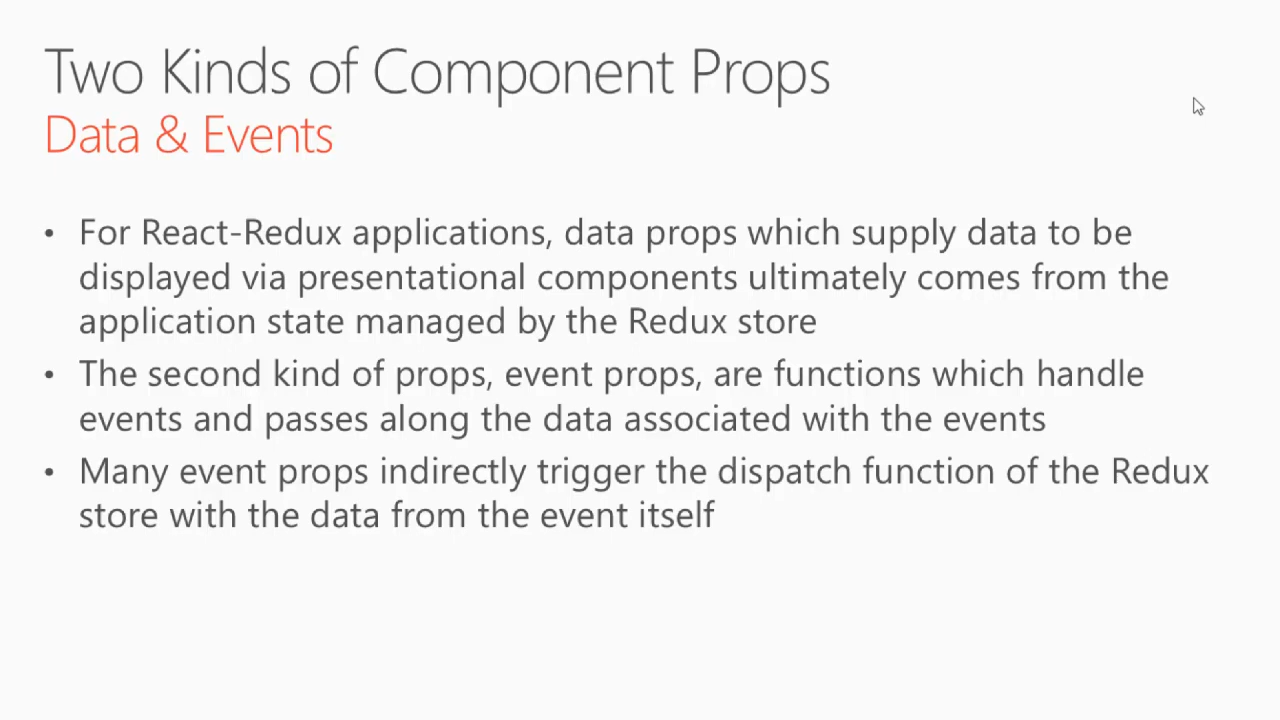 Two Kinds of Component Props
Data & Events
• For React-Redux applications, data props which supply data to be
displayed via presentational components ultimately comes from the
application state managed by the Redux store
• The second kind of props, event props, are functions which handle
events and passes along the data associated with the events
• Many event props indirectly trigger the dispatch function of the Redux
store with the data from the event itself